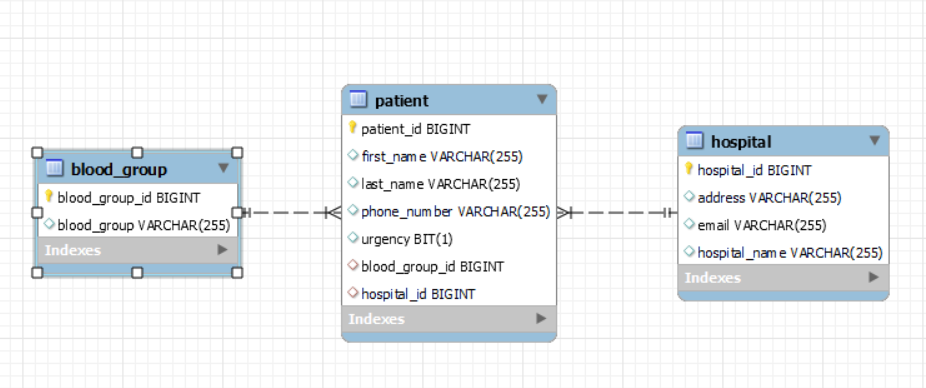 blood_group
blood_group_id BIGINT
blood_group VARCHAR(255)
Indexes
patient
patient_id BIGINT
first_name VARCHAR(255)
last_name VARCHAR(255)
phone_number VARCHAR(255)
urgency BIT(1)
blood_group_id BIGINT
hospital_id BIGINT
Indexes
hospital
hospital_id BIGINT
address VARCHAR(255)
email VARCHAR(255)
hospital_name VARCHAR(255)
Indexes